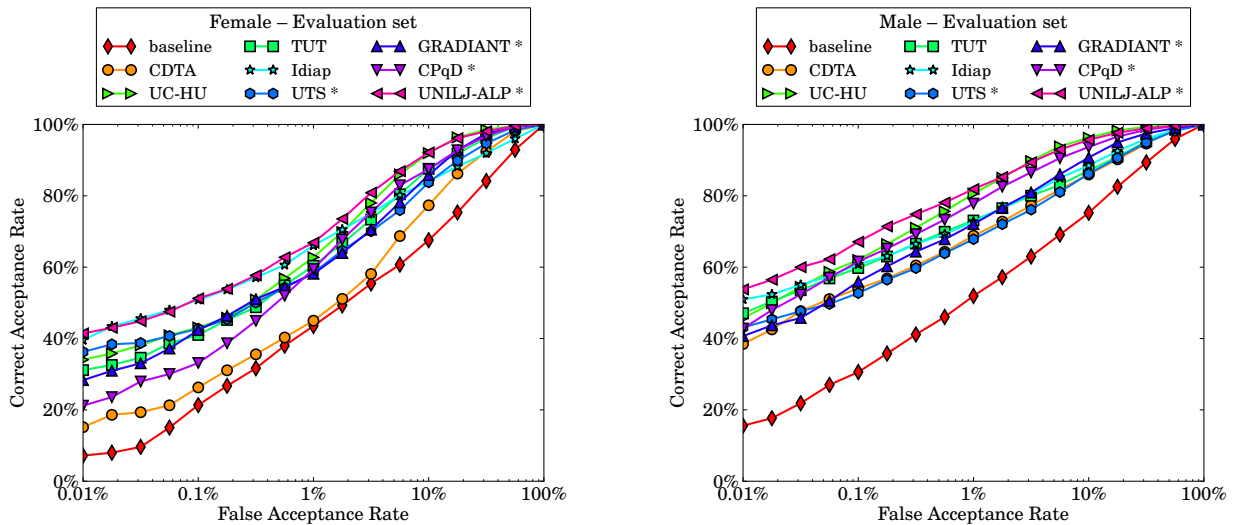 Female – Evaluation set
baseline TUT GRADIANT *
CDTA Idiap CPqD *
UC-HU UTS * UNILJ-ALP *
100%
80%
60%
40%
20%
0%
Correct Acceptance Rate
0.01% 0.1% 1% 10% 100%
False Acceptance Rate
Male – Evaluation set
baseline TUT GRADIANT *
CDTA Idiap CPqD *
UC-HU UTS * UNILJ-ALP *
100%
80%
60%
40%
20%
0%
Correct Acceptance Rate
0.01% 0.1% 1% 10% 100%
False Acceptance Rate